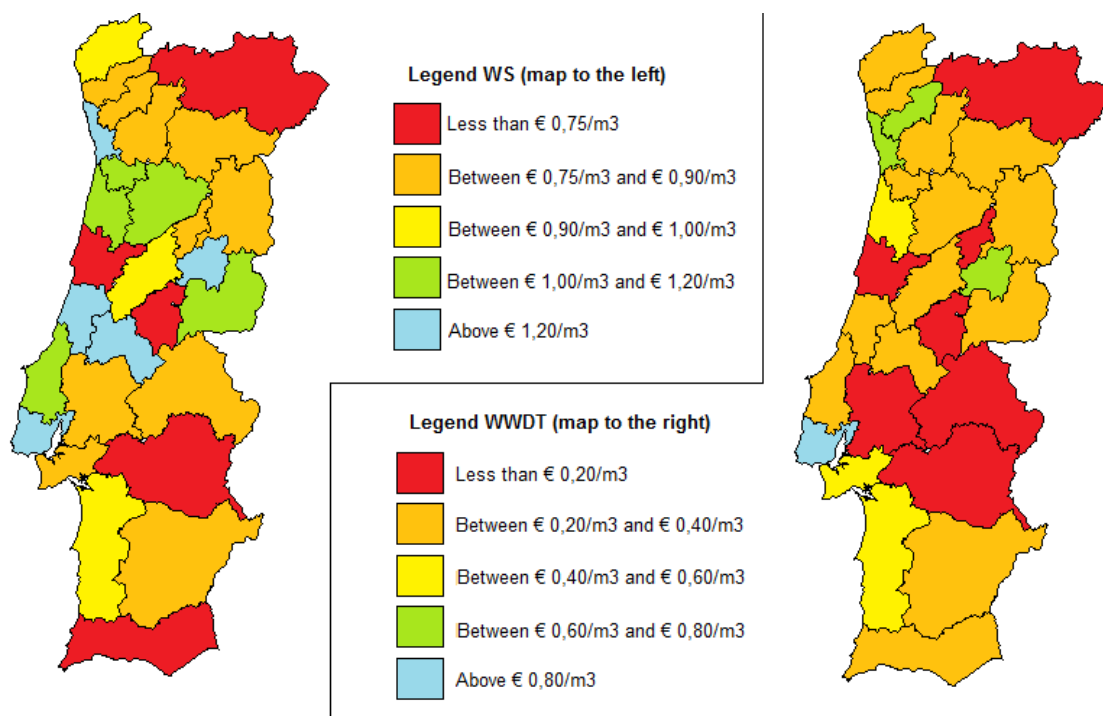 Legend WS (map to the left)
Less than € 0,75/m3
Between € 0,75/m3 and € 0,90/m3
Between € 0,90/m3 and € 1,00/m3
Between € 1,00/m3 and € 1,20/m3
Above € 1,20/m3
Legend WWDT (map to the right)
Less than € 0,20/m3
Between € 0,20/m3 and € 0,40/m3
Between € 0,40/m3 and € 0,60/m3
Between € 0,60/m3 and € 0,80/m3
Above € 0,80/m3